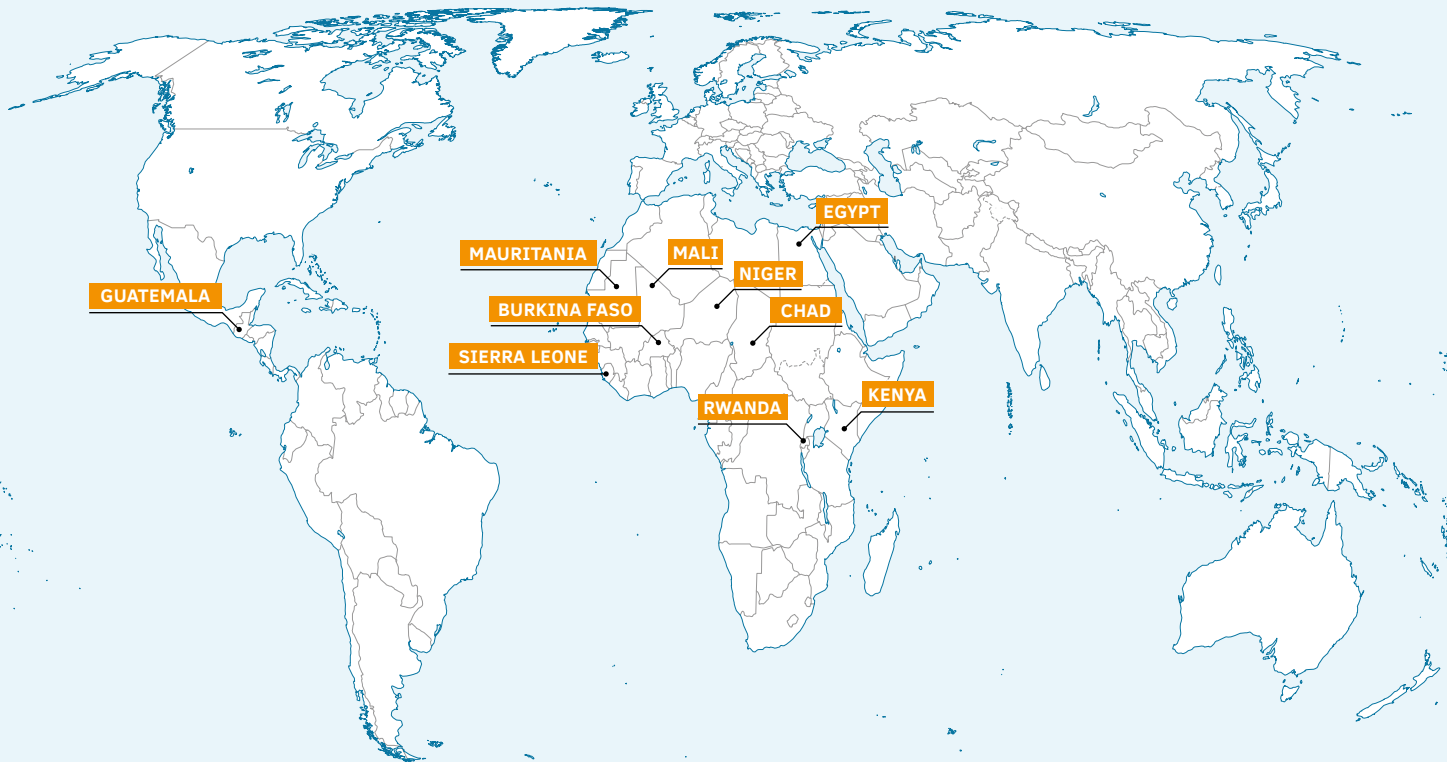 EGYPT
MAURITANIA
MALI
NIGER
GUATEMALA
BURKINA FASO
CHAD
SIERRA LEONE
KENYA
RWANDA